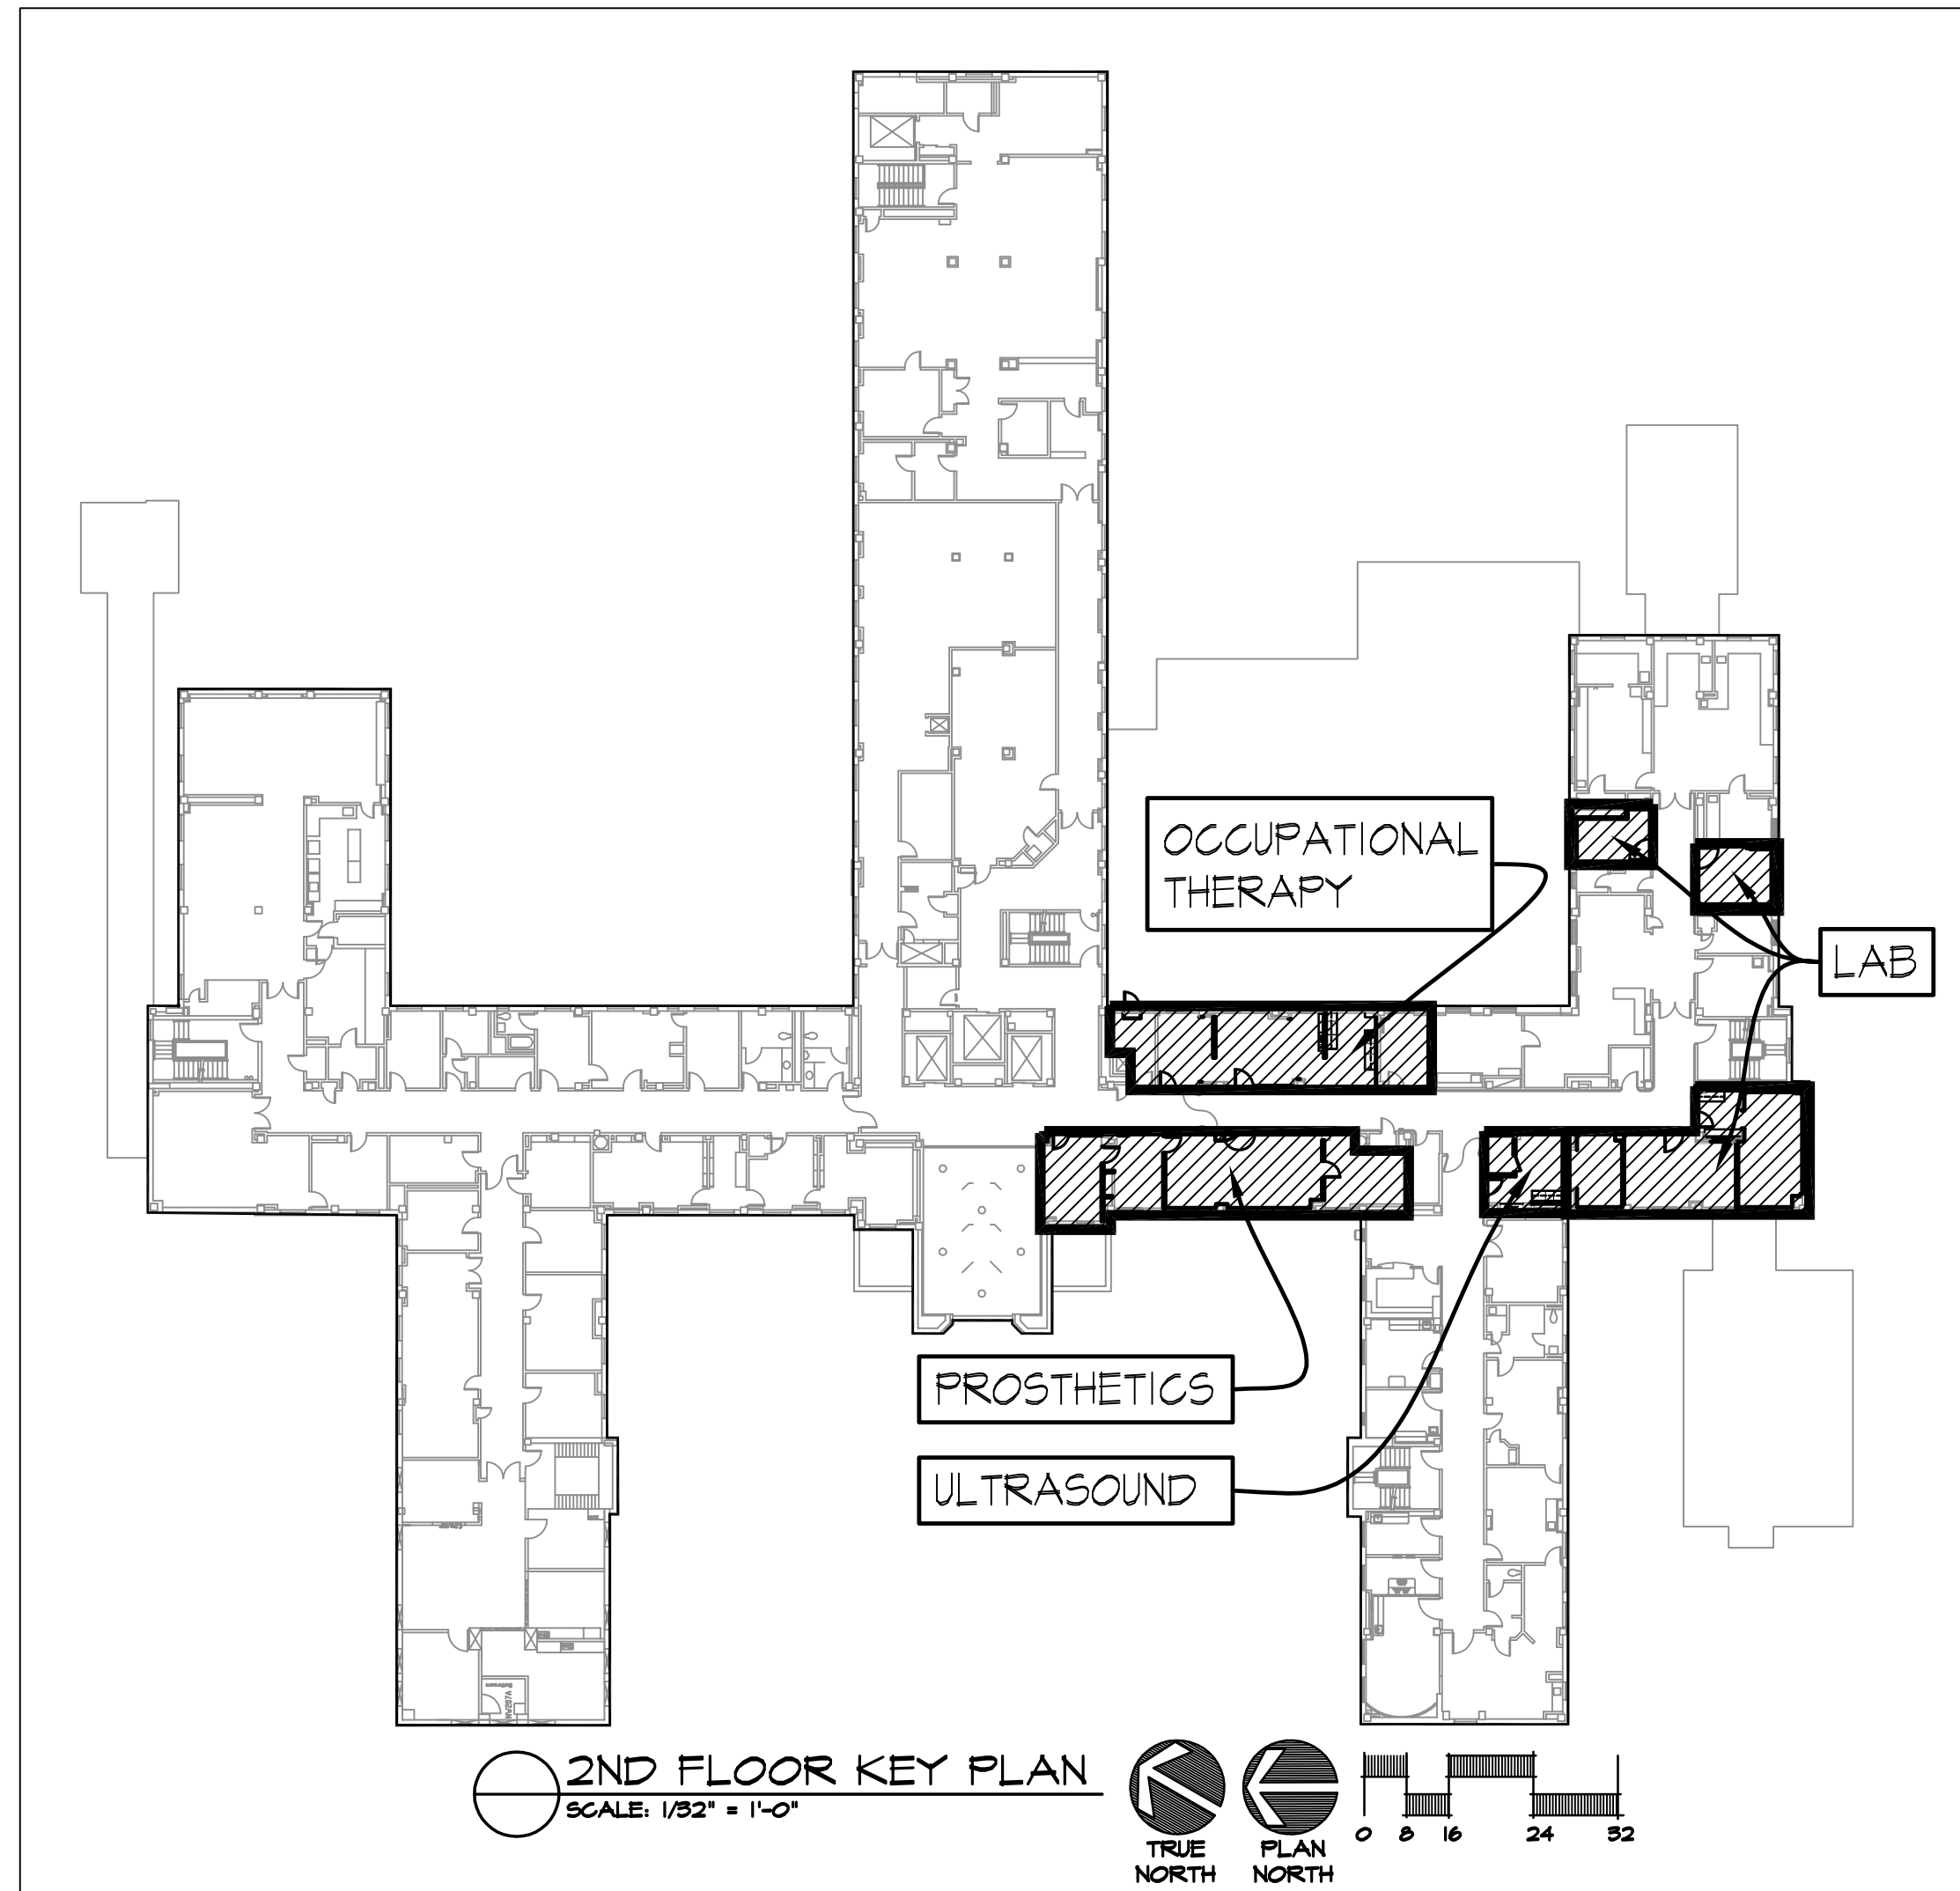 OCCUPATIONAL
THERAPY
LAB
PROSTHETICS
ULTRASOUND
2ND FLOOR KEY PLAN
SCALE: 1/32" = 1'-0"
TRUE
NORTH
PLAN
NORTH
0 8 16 24 32